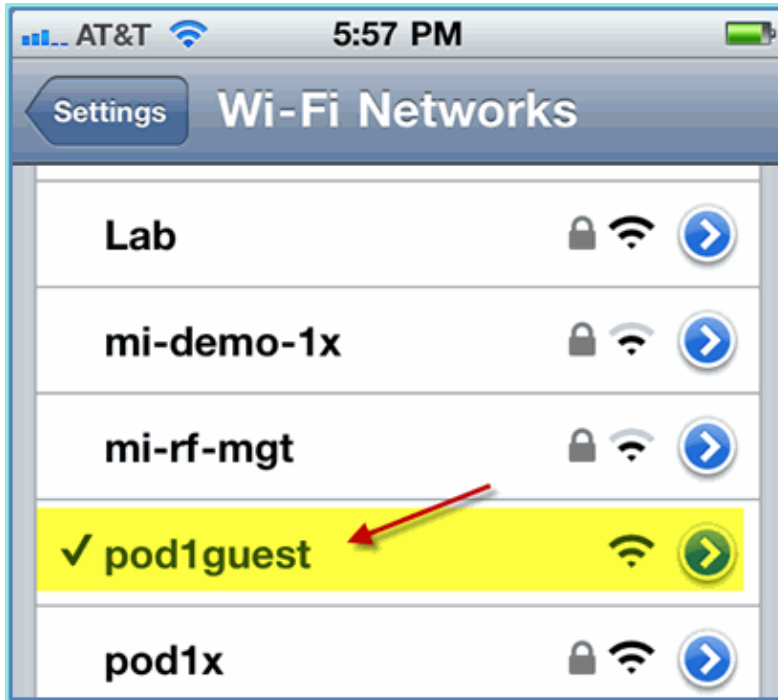 AT&T 5:57 PM
Settings Wi-Fi Networks
Lab
mi-demo-1x
mi-rf-mgt
pod1guest
pod1x